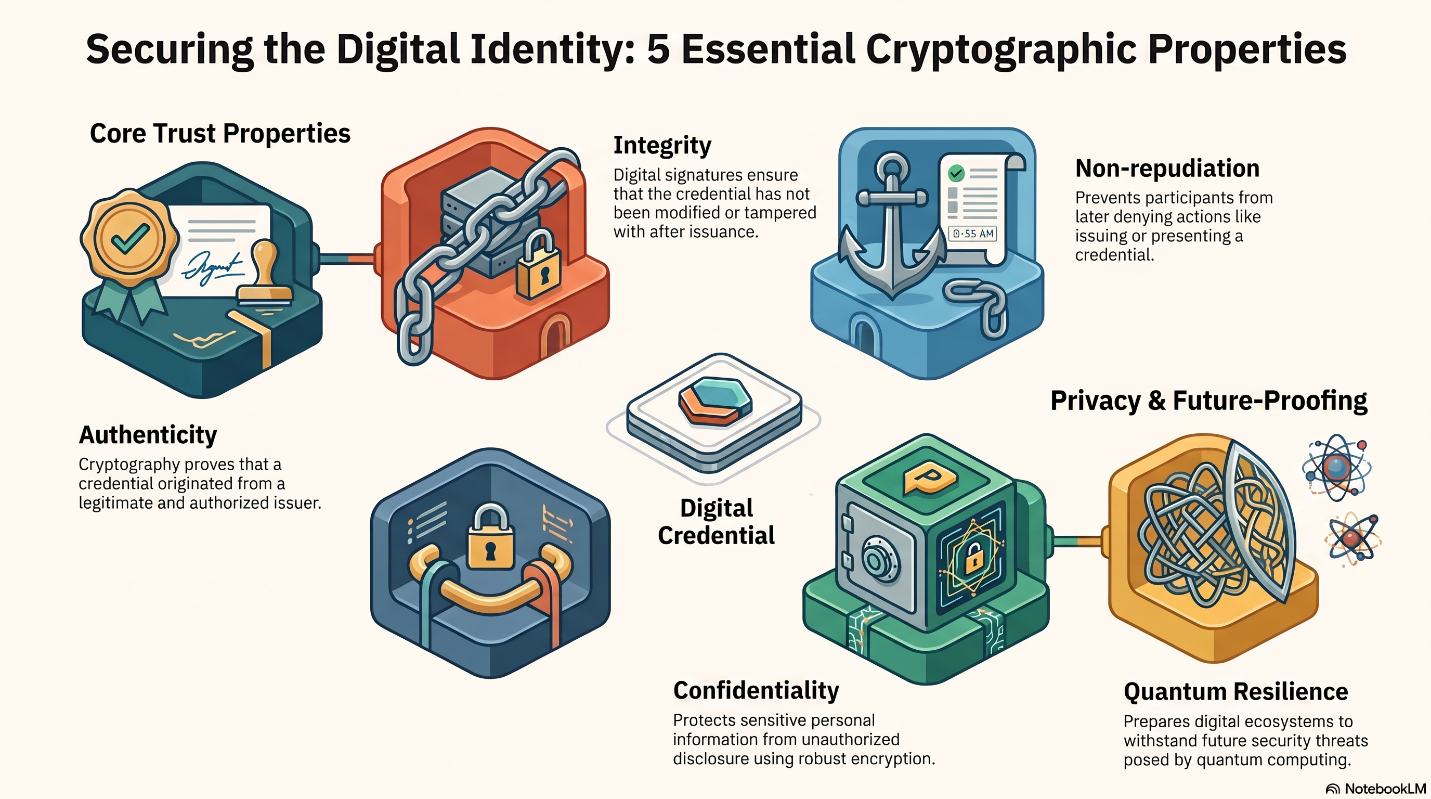 Securing the Digital Identity: 5 Essential Cryptographic Properties
Core Trust Properties
Authenticity
Cryptography proves that a
credential originated from a
legitimate and authorized issuer.
Integrity
Digital signatures ensure
that the credential has not
been modified or tampered
with after issuance.
Non-repudiation
Prevents participants from
later denying actions like
issuing or presenting a
credential.
Digital
Credential
Privacy & Future-Proofing
P
Confidentiality
Protects sensitive personal
information from unauthorized
disclosure using robust encryption.
Quantum Resilience
Prepares digital ecosystems to
withstand future security threats
posed by quantum computing.
NotebookLM